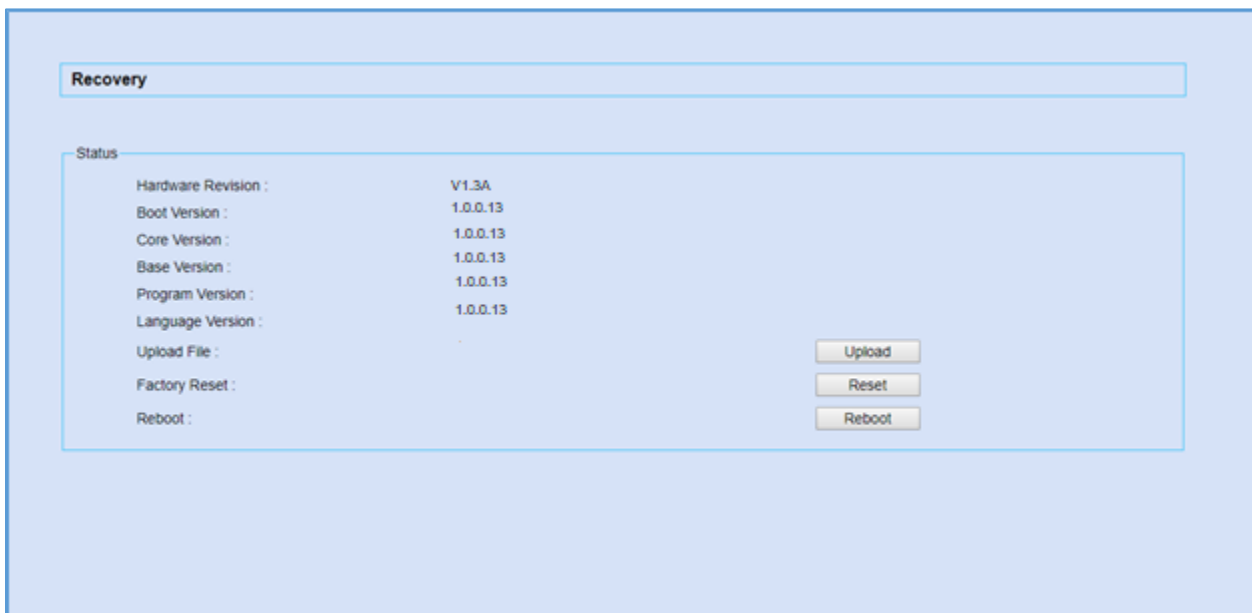 Recovery
Status
Hardware Revision : V1.3A
Boot Version : 1.0.0.13
Core Version : 1.0.0.13
Base Version : 1.0.0.13
Program Version : 1.0.0.13
Language Version : 1.0.0.13
Upload File : Upload
Factory Reset : Reset
Reboot : Reboot